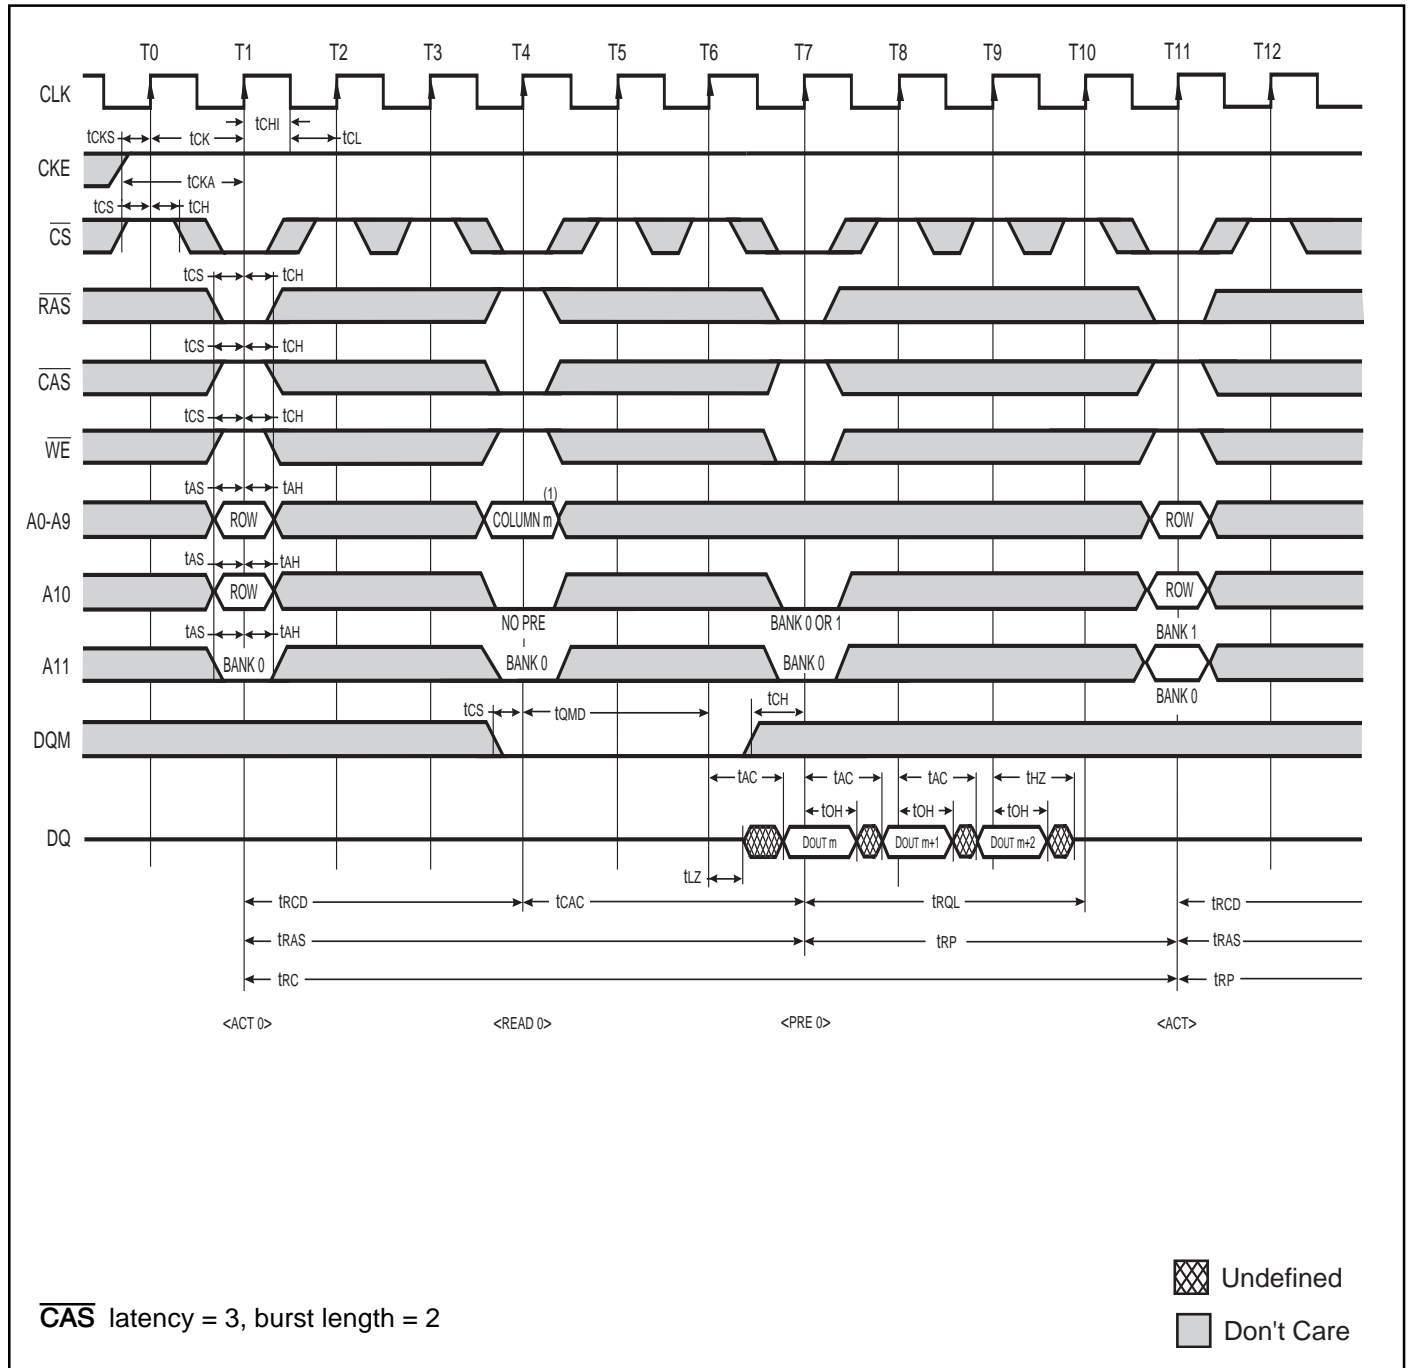 T0 T1 T2 T3 T4 T5 T6 T7 T8 T9 T10 T11 T12
CLK
tCHI
tCKS tCK tCL
CKE
tCKA
tCS tCH
CS
tCS tCH
RAS
tCS tCH
CAS
tCS tCH
WE
tAS tAH (1)
A0-A9 ROW COLUMN m ROW
tAS tAH
A10 ROW ROW
NO PRE BANK 0 OR 1
tAS tAH BANK 1
A11 BANK 0 BANK 0 BANK 0
BANK 0
tCS tQMD tCH
DQM
tAC tAC tAC tHZ
tOH tOH tOH
DQ DOUT m DOUT m+1 DOUT m+2
tLZ
tRCD tCAC tRQL tRCD
tRAS tRP tRAS
tRC tRP
<ACT 0> <READ 0> <PRE 0> <ACT>
Undefined
CAS latency = 3, burst length = 2
Don't Care